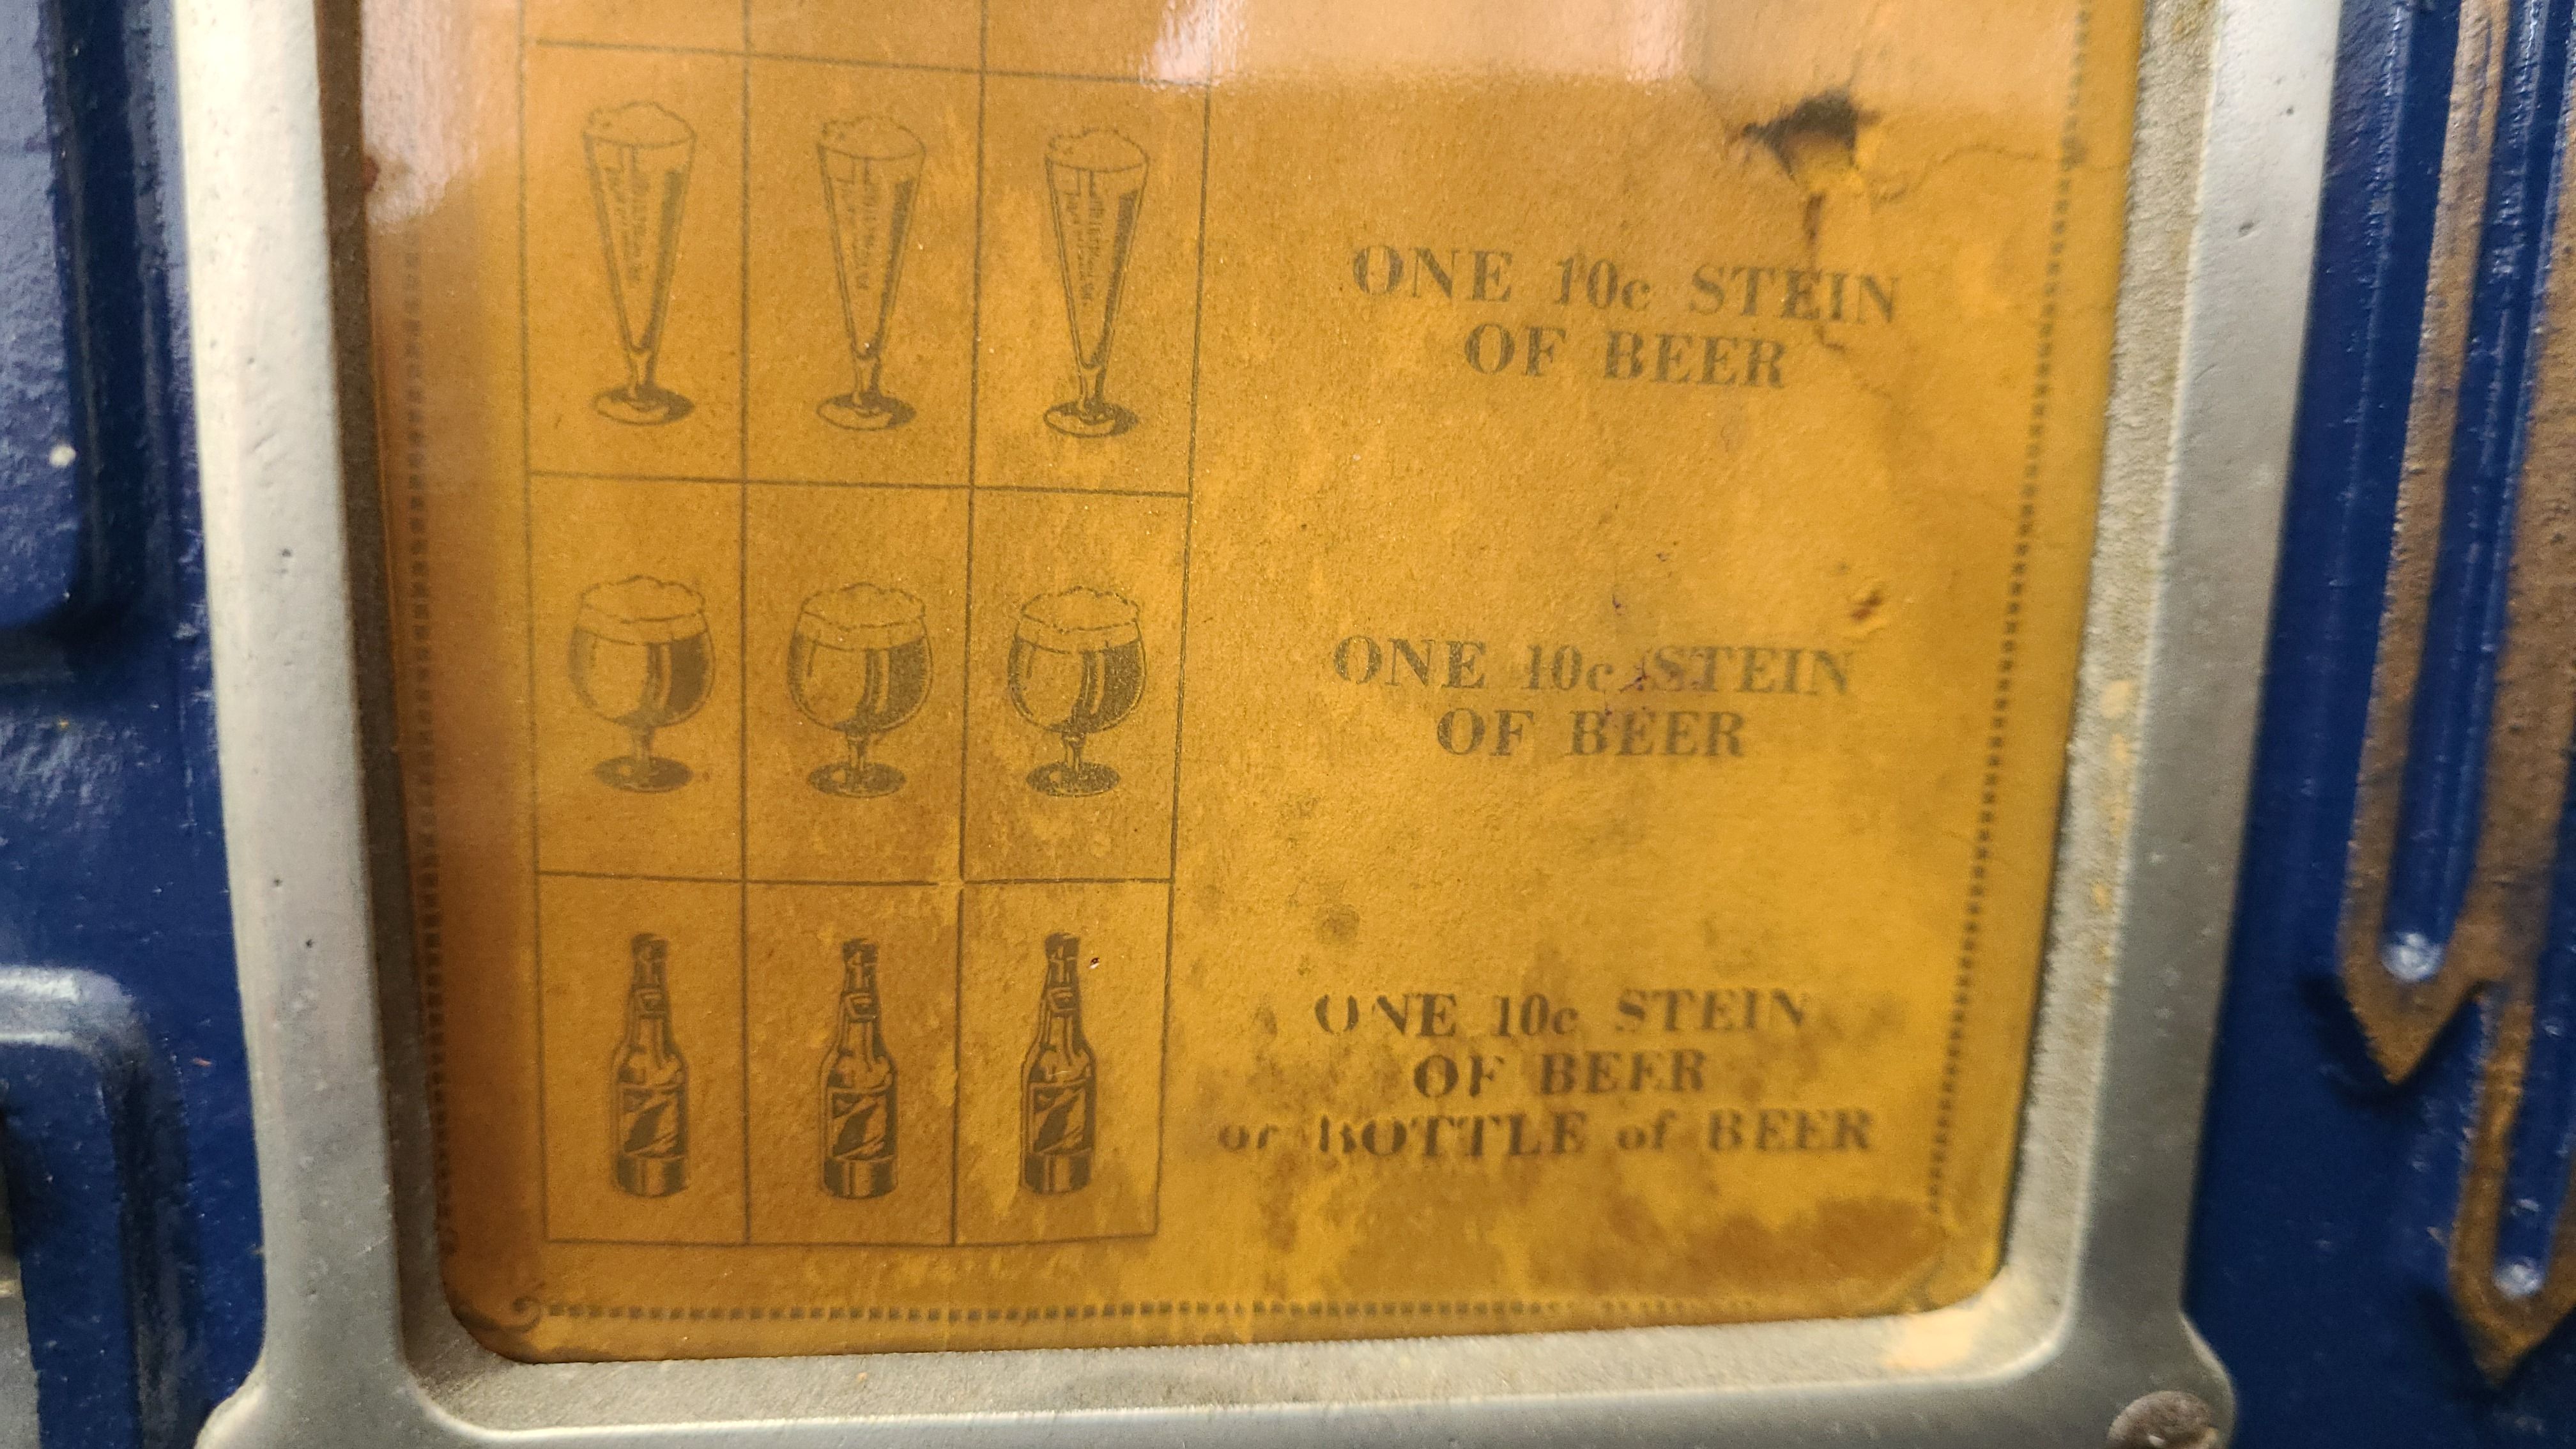 ONE 10c STEIN
OF BEER
ONE 10c STEIN
OF BEER
ONE 10c STEIN
OF BEER
or BOTTLE of BEER